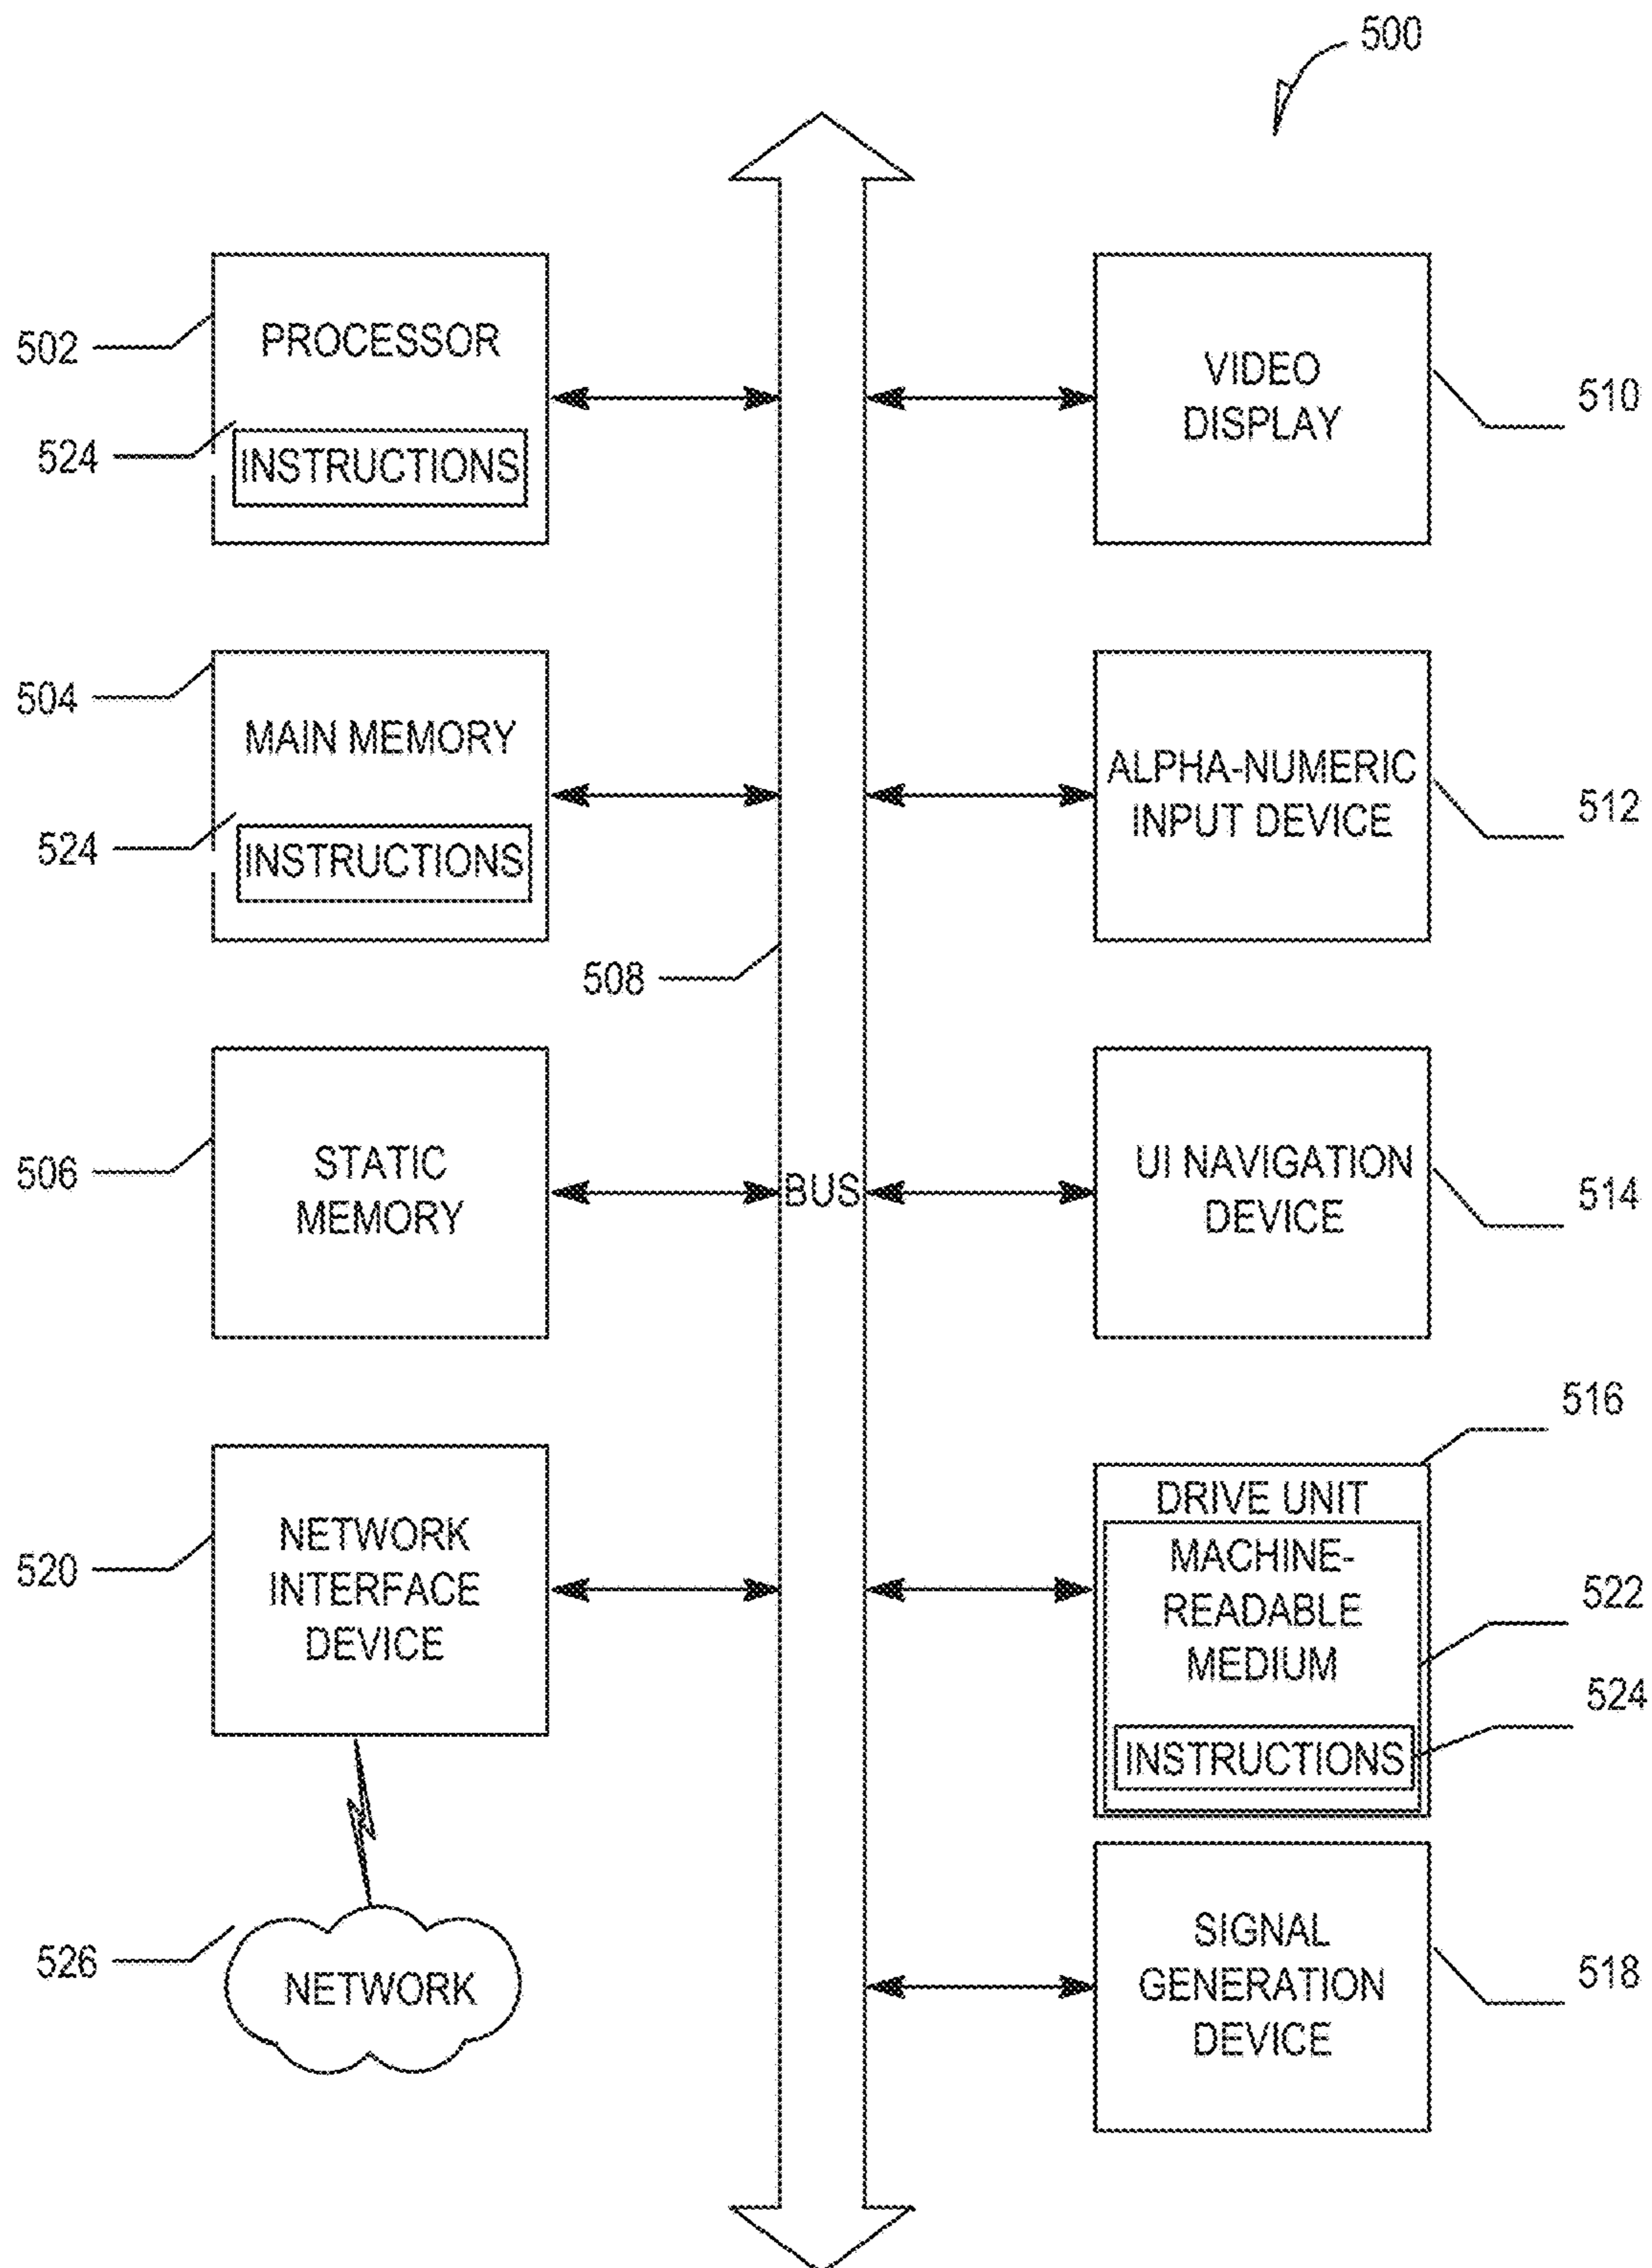 500
502
PROCESSOR
524
INSTRUCTIONS
VIDEO
DISPLAY
510
504
MAIN MEMORY
524
INSTRUCTIONS
ALPHA-NUMERIC
INPUT DEVICE
512
508
506
STATIC
MEMORY
BUS
UI NAVIGATION
DEVICE
514
520
NETWORK
INTERFACE
DEVICE
516
DRIVE UNIT
MACHINE-
READABLE
MEDIUM
522
524
INSTRUCTIONS
526
NETWORK
SIGNAL
GENERATION
DEVICE
518